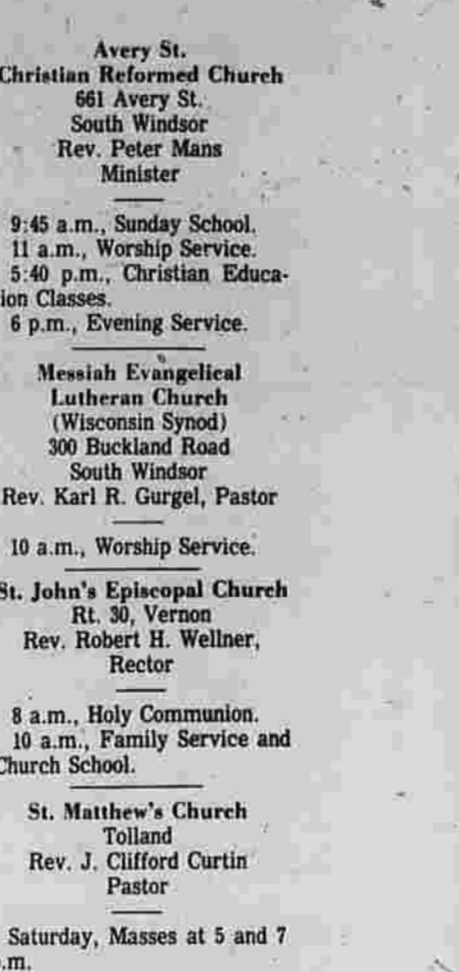 Avery St.
Christian Reformed Church
661 Avery St.
South Windsor
Rev. Peter Mans
Minister
9:45 a.m., Sunday School.
11 a.m., Worship Service.
5:40 p.m., Christian Educa-
ion Classes.
6 p.m., Evening Service.
Messiah Evangelical
Lutheran Church
(Wisconsin Synod)
300 Buckland Road
South Windsor
Rev. Karl R. Gurgel, Pastor
10 a.m., Worship Service.
St. John's Episcopal Church
Rt. 30, Vernon
Rev. Robert H. Wellner,
Rector
8 a.m., Holy Communion.
10 a.m., Family Service and
Church School.
St. Matthew's Church
Tolland
Rev. J. Clifford Curtin
Pastor
Saturday, Masses at 5 and 7
.m.